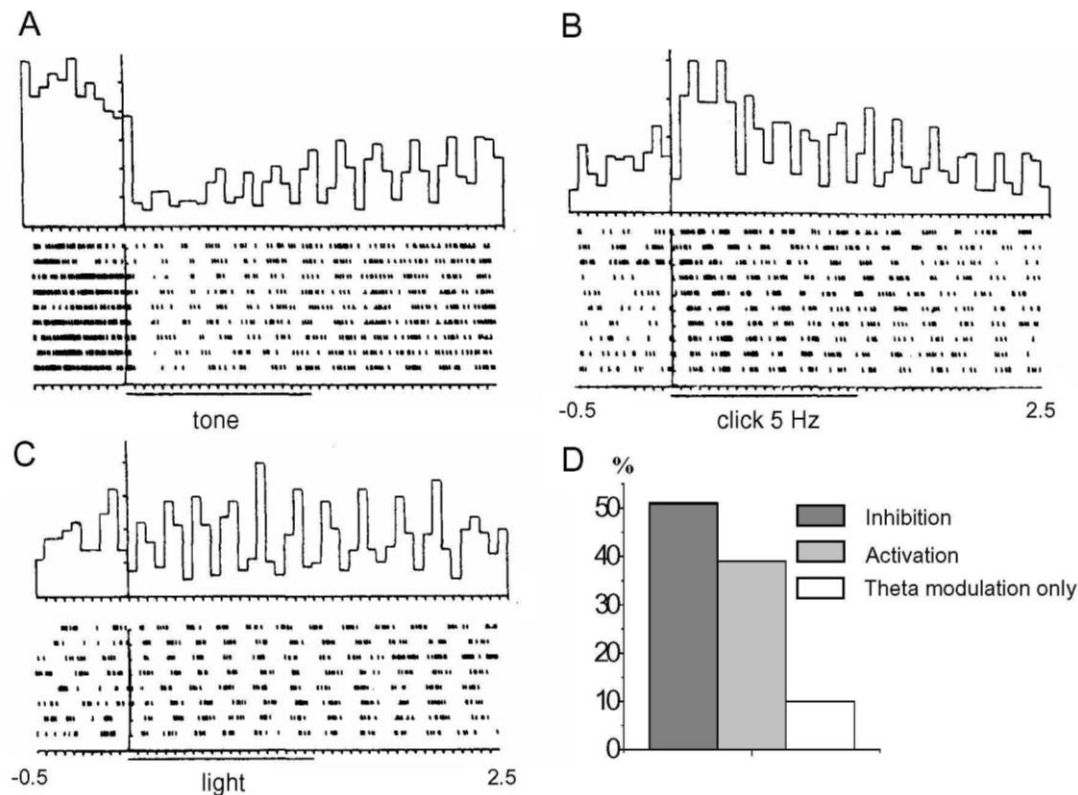 A
B
tone
-0.5
click 5 Hz
2.5
C
-0.5
light
2.5
D
%
50
40
30
20
10
0
Inhibition
Activation
Theta modulation only